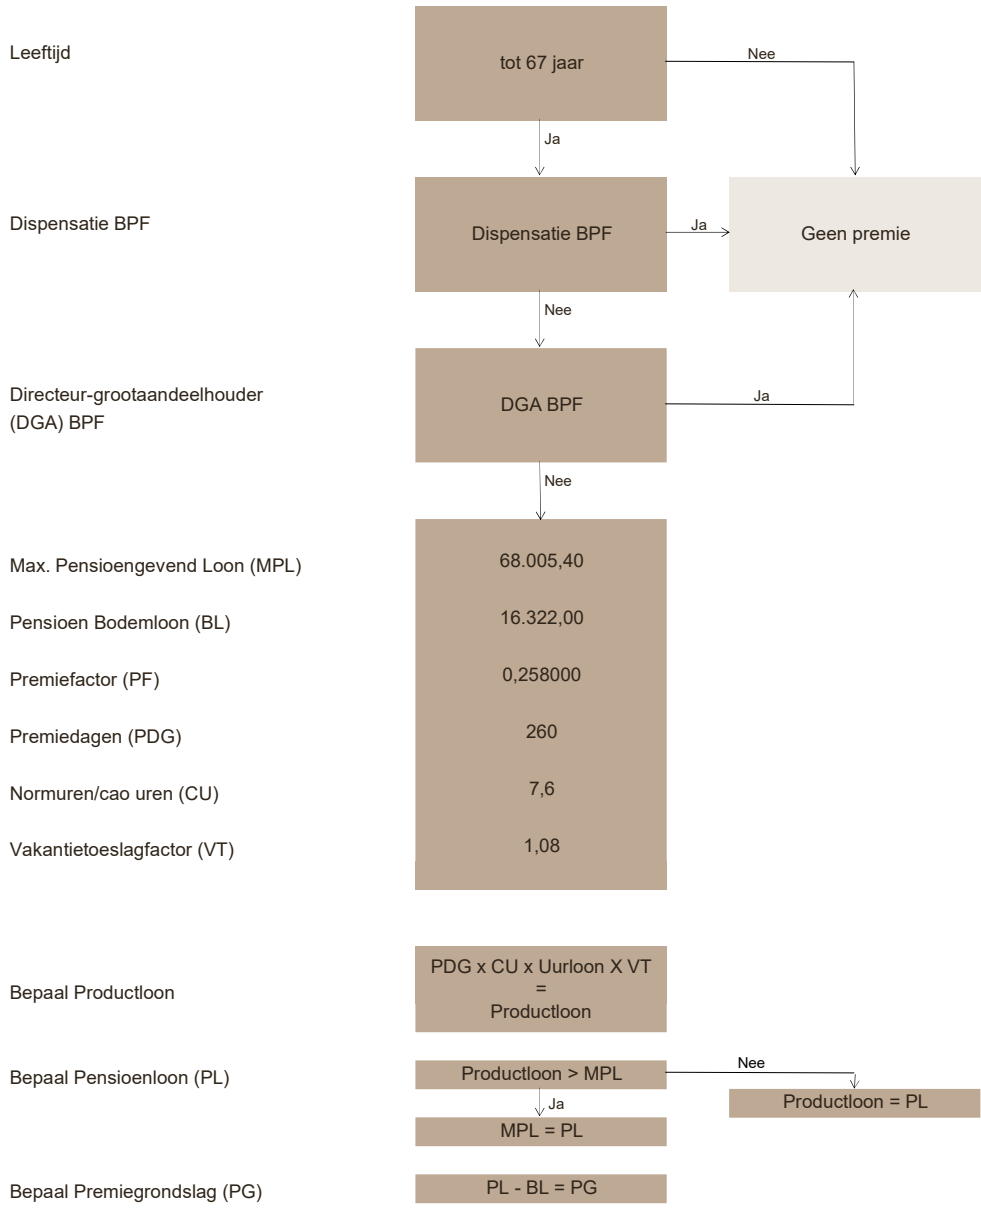 Leeftijd
tot 67 jaar
Nee
Ja
Dispensatie BPF
Dispensatie BPF
Ja
Geen premie
Nee
Directeur-grootaandeelhouder
(DGA) BPF
DGA BPF
Ja
Nee
Max. Pensioengevend Loon (MPL)
68.005,40
Pensioen Bodemloon (BL)
16.322,00
Premiefactor (PF)
0,258000
Premiedagen (PDG)
260
Normuren/cao uren (CU)
7,6
Vakantietoeslagfactor (VT)
1,08
Bepaal Productloon
PDG x CU x Uurloon X VT
=
Productloon
Bepaal Pensioenloon (PL)
Productloon > MPL
Nee
Ja
Productloon = PL
MPL = PL
Bepaal Premiegrondslag (PG)
PL - BL = PG